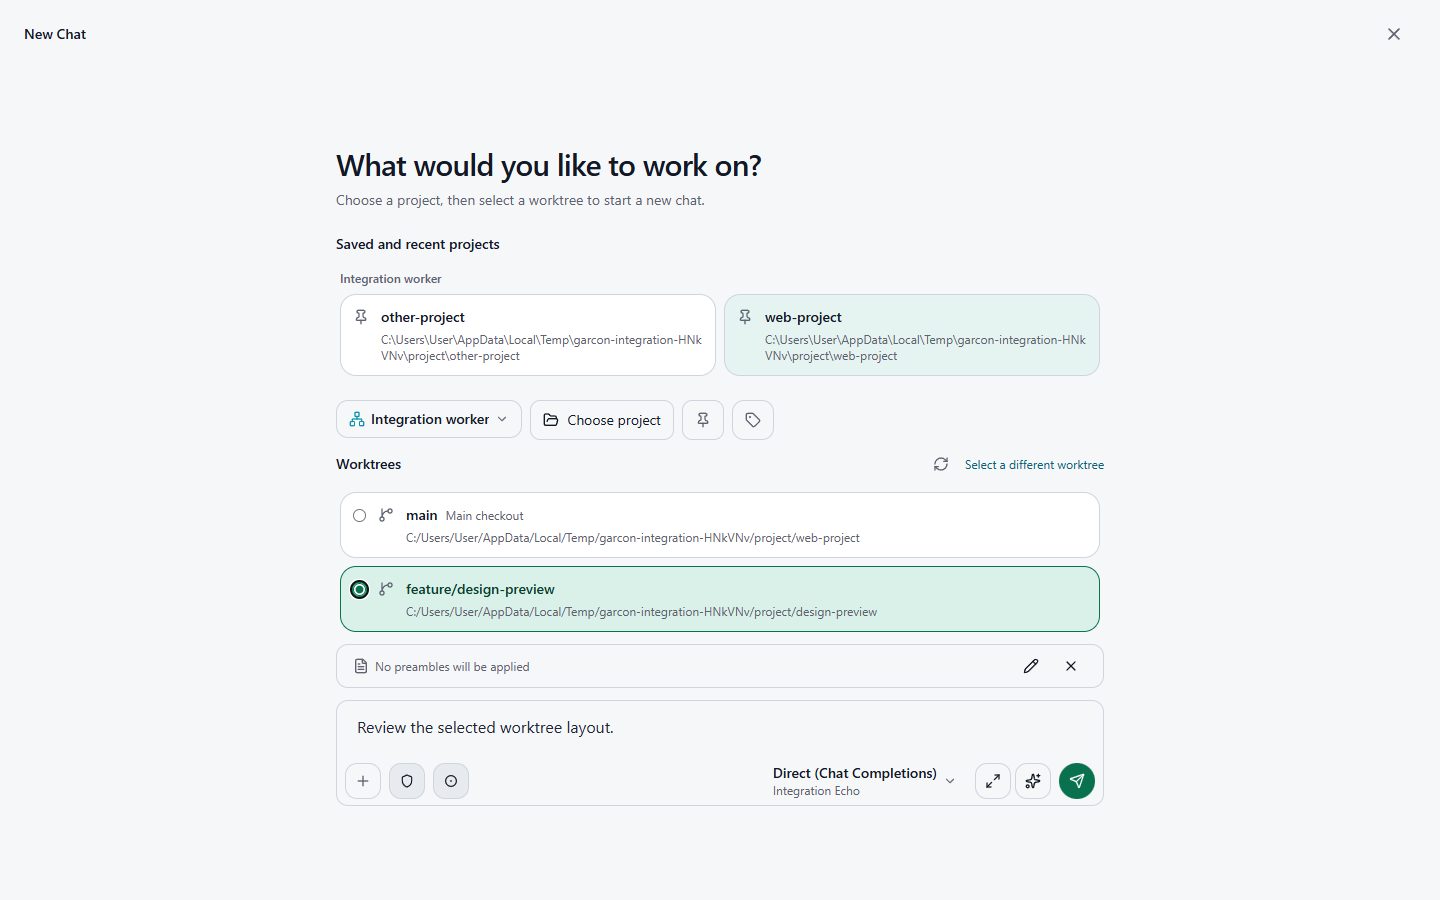 New Chat
What would you like to work on?
Choose a project, then select a worktree to start a new chat.
Saved and recent projects
Integration worker
other-project
C:\Users\User\AppData\Local\Temp\garcon-integration-HNk
VNv\project\other-project
web-project
C:\Users\User\AppData\Local\Temp\garcon-integration-HNk
VNv\project\web-project
Integration worker
Choose project
Worktrees
Select a different worktree
main Main checkout
C:/Users/User/AppData/Local/Temp/garcon-integration-HNkVNv/project/web-project
feature/design-preview
C:/Users/User/AppData/Local/Temp/garcon-integration-HNkVNv/project/design-preview
No preambles will be applied
Review the selected worktree layout.
Direct (Chat Completions)
Integration Echo